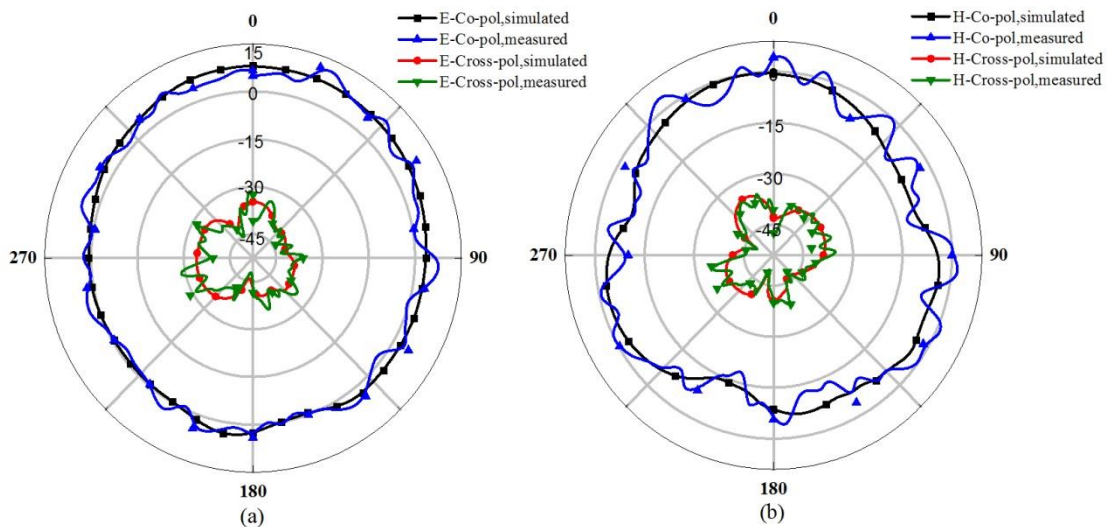 0
15
0
-15
-30
-45
270
90
180
(a)
E-Co-pol,simulated
E-Co-pol,measured
E-Cross-pol,simulated
E-Cross-pol,measured
0
0
-15
-30
-45
270
90
180
(b)
H-Co-pol,simulated
H-Co-pol,measured
H-Cross-pol,simulated
H-Cross-pol,measured